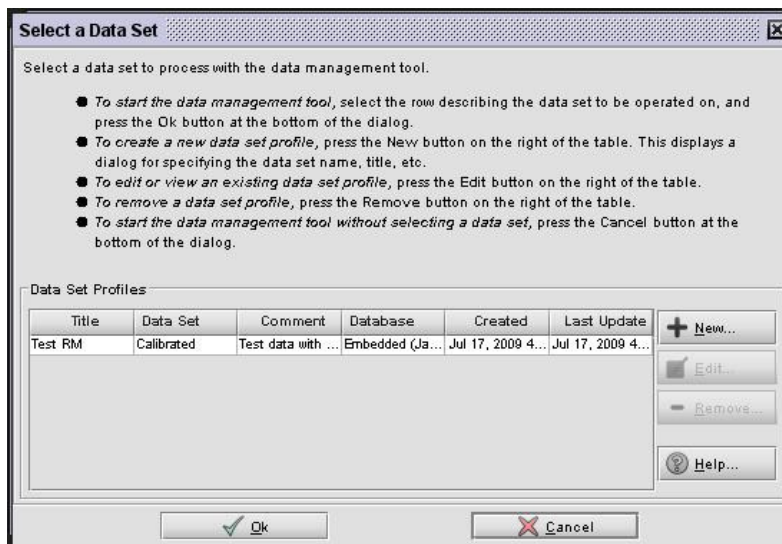 Select a Data Set
Select a data set to process with the data management tool.
To start the data management tool, select the row describing the data set to be operated on, and
press the Ok button at the bottom of the dialog.
To create a new data set profile, press the New button on the right of the table. This displays a
dialog for specifying the data set name, title, etc.
To edit or view an existing data set profile, press the Edit button on the right of the table.
To remove a data set profile, press the Remove button on the right of the table.
To start the data management tool without selecting a data set, press the Cancel button at the
bottom of the dialog.
Data Set Profiles
Title Data Set Comment Database Created Last Update
Test RM Calibrated Test data with ... Embedded (Ja... Jul 17, 2009 4... Jul 17, 2009 4...
New...
Edit...
Remove...
Help...
Ok Cancel